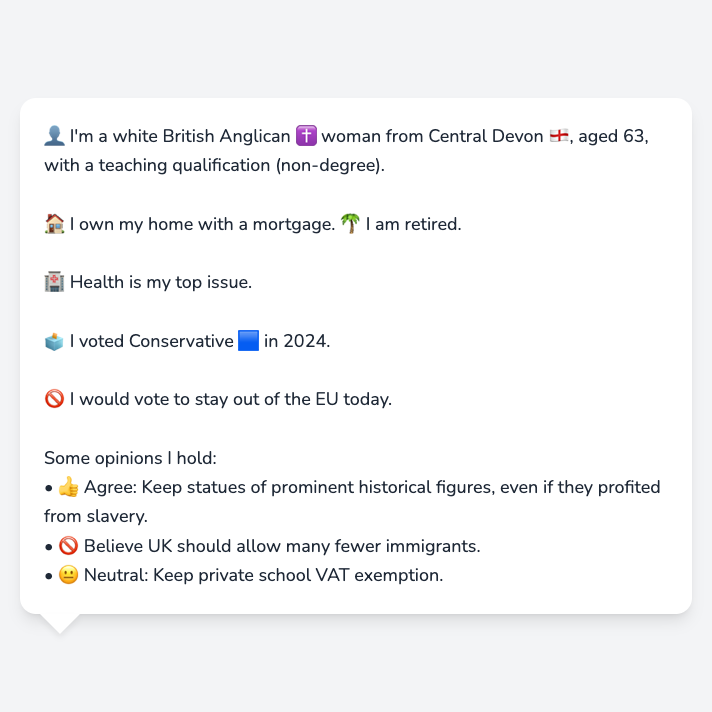 👤 I'm a white British Anglican ✝️ woman from Central Devon 🏴󠁧󠁢󠁥󠁮󠁧󠁿, aged 63,
with a teaching qualification (non-degree).
🏠 I own my home with a mortgage. 🌴 I am retired.
🏥 Health is my top issue.
🗳️ I voted Conservative 🟦 in 2024.
🚫 I would vote to stay out of the EU today.
Some opinions I hold:
• 👍 Agree: Keep statues of prominent historical figures, even if they profited
from slavery.
• 🚫 Believe UK should allow many fewer immigrants.
• 😐 Neutral: Keep private school VAT exemption.